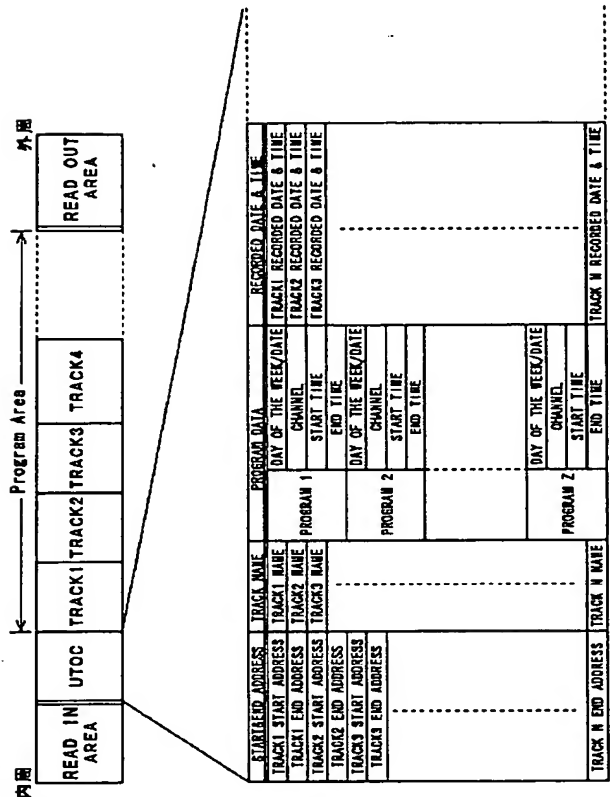 内周
外周
Program Area
READ IN
AREA
UTOC
TRACK1
TRACK2
TRACK3
TRACK4
READ OUT
AREA
START&END ADDRESS
TRACK1 START ADDRESS
TRACK1 END ADDRESS
TRACK2 START ADDRESS
TRACK2 END ADDRESS
TRACK3 START ADDRESS
TRACK3 END ADDRESS
TRACK N END ADDRESS
TRACK NAME
TRACK1 NAME
TRACK2 NAME
TRACK3 NAME
TRACK N NAME
PROGRAM DATA
PROGRAM 1
DAY OF THE WEEK/DATE
CHANNEL
START TIME
END TIME
PROGRAM 2
DAY OF THE WEEK/DATE
CHANNEL
START TIME
END TIME
PROGRAM Z
DAY OF THE WEEK/DATE
CHANNEL
START TIME
END TIME
RECORDED DATE & TIME
TRACK1 RECORDED DATE & TIME
TRACK2 RECORDED DATE & TIME
TRACK3 RECORDED DATE & TIME
TRACK N RECORDED DATE & TIME